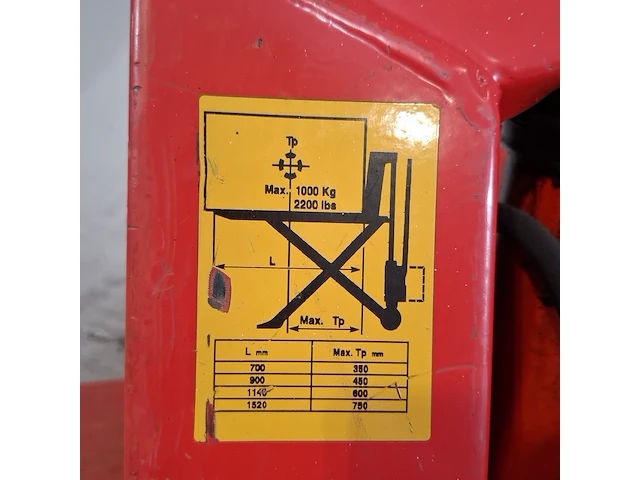 Tp
Max. 1000 Kg
2200 lbs
L
Max. Tp
L mm Max. Tp mm
700 350
900 450
1140 600
1520 750